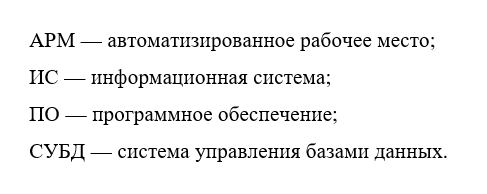 АРМ — автоматизированное рабочее место;
ИС — информационная система;
ПО — программное обеспечение;
СУБД — система управления базами данных.